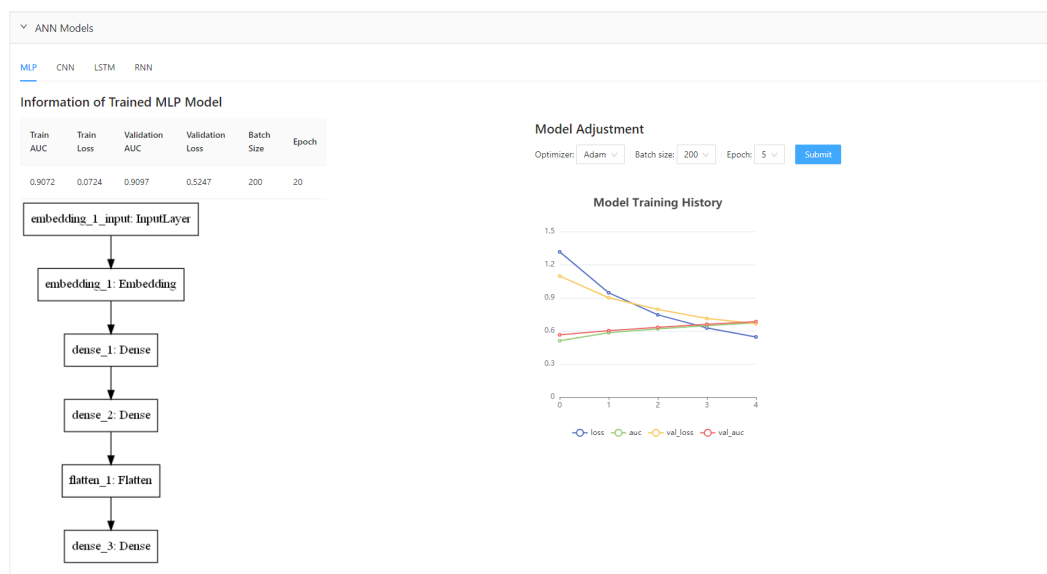 ANN Models
MLP CNN LSTM RNN
Information of Trained MLP Model
Train AUC Train Loss Validation AUC Validation Loss Batch Size Epoch
0.9072 0.0724 0.9097 0.5247 200 20
embedding_1_input: InputLayer
embedding_1: Embedding
dense_1: Dense
dense_2: Dense
flatten_1: Flatten
dense_3: Dense
Model Adjustment
Optimizer: Adam Batch size: 200 Epoch: 5 Submit
Model Training History
1.5
1.2
0.9
0.6
0.3
0
0 1 2 3 4
loss auc val_loss val_auc